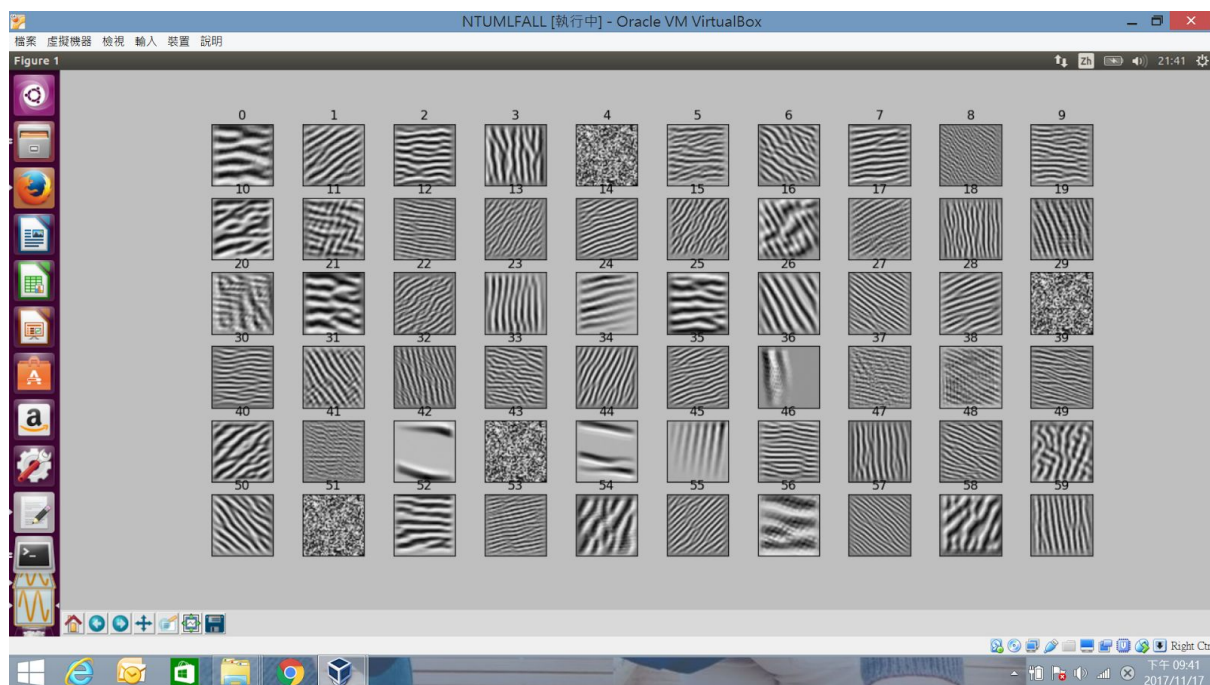 NTUMLFALL [執行中] - Oracle VM VirtualBox
檔案 虛擬機器 檢視 輸入 裝置 說明
Figure 1 Zh 21:41
0 1 2 3 4 5 6 7 8 9
10 11 12 13 14 15 16 17 18 19
20 21 22 23 24 25 26 27 28 29
30 31 32 33 34 35 36 37 38 39
40 41 42 43 44 45 46 47 48 49
50 51 52 53 54 55 56 57 58 59
Right Ctr
下午 09:41
2017/11/17